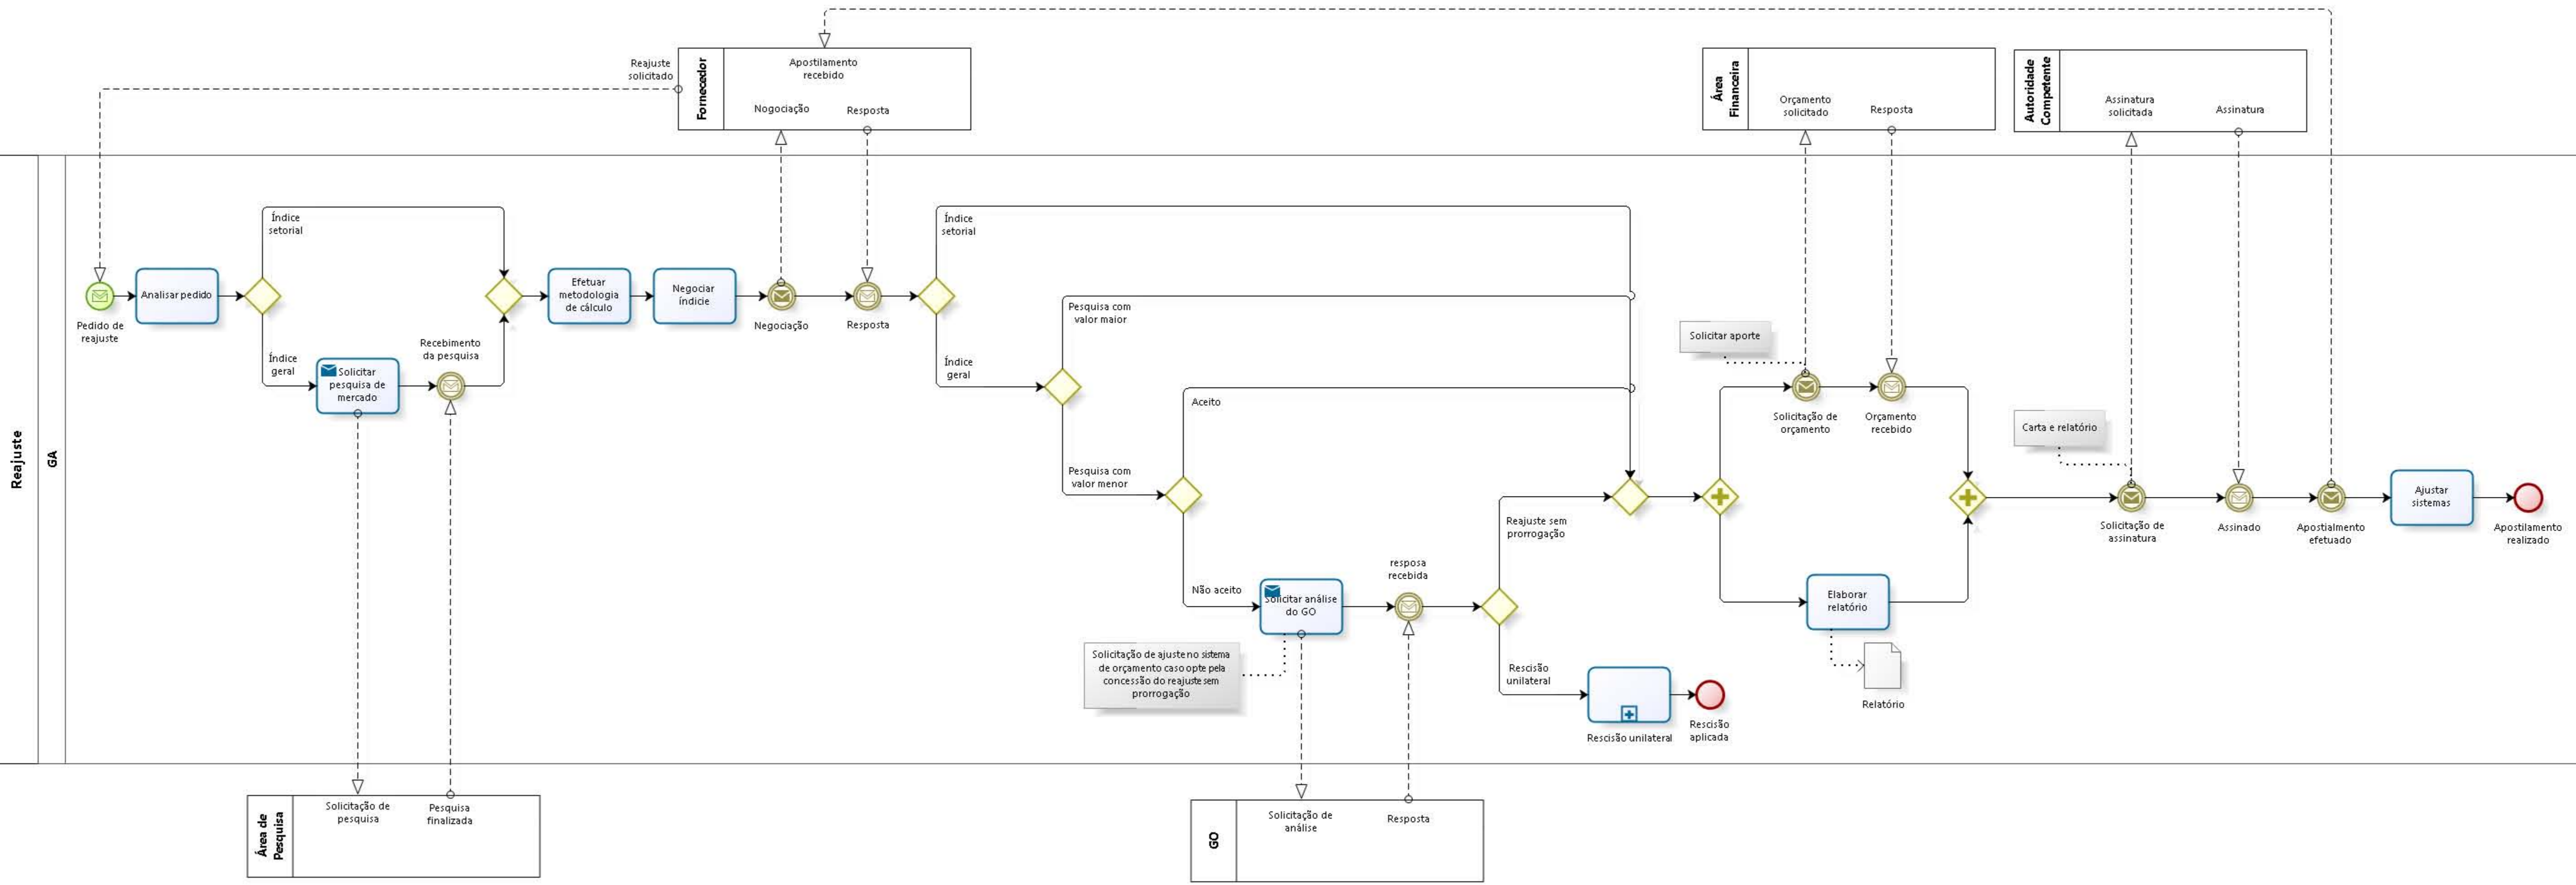 Reajuste
solicitado
Fornecedor
Apostilamento
recebido
Nogociação
Resposta
Área
Financeira
Orçamento
solicitado
Resposta
Autoridade
Competente
Assinatura
solicitada
Assinatura
Reajuste
GA
Pedido de
reajuste
Analisar pedido
Índice
setorial
Índice
geral
Solicitar
pesquisa de
mercado
Recebimento
da pesquisa
Efetuar
metodologia
de cálculo
Negociar
índicie
Negociação
Resposta
Índice
setorial
Índice
geral
Pesquisa com
valor maior
Pesquisa com
valor menor
Aceito
Não aceito
Solicitar análise
do GO
Solicitação de ajuste no sistema
de orçamento caso opte pela
concessão do reajuste sem
prorrogação
resposa
recebida
Reajuste sem
prorrogação
Rescisão
unilateral
Rescisão unilateral
Rescisão
aplicada
Solicitar aporte
Solicitação de
orçamento
Orçamento
recebido
Elaborar
relatório
Relatório
Carta e relatório
Solicitação de
assinatura
Assinado
Apostialmento
efetuado
Ajustar
sistemas
Apostilamento
realizado
Área de
Pesquisa
Solicitação de
pesquisa
Pesquisa
finalizada
GO
Solicitação de
análise
Resposta